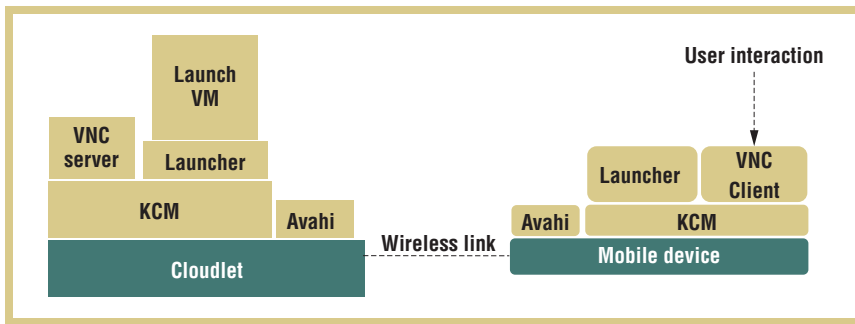 Launch
VM
User interaction
VNC
server
Launcher
Launcher
VNC
Client
KCM
Avahi
Avahi
KCM
Wireless link
Cloudlet
Mobile device